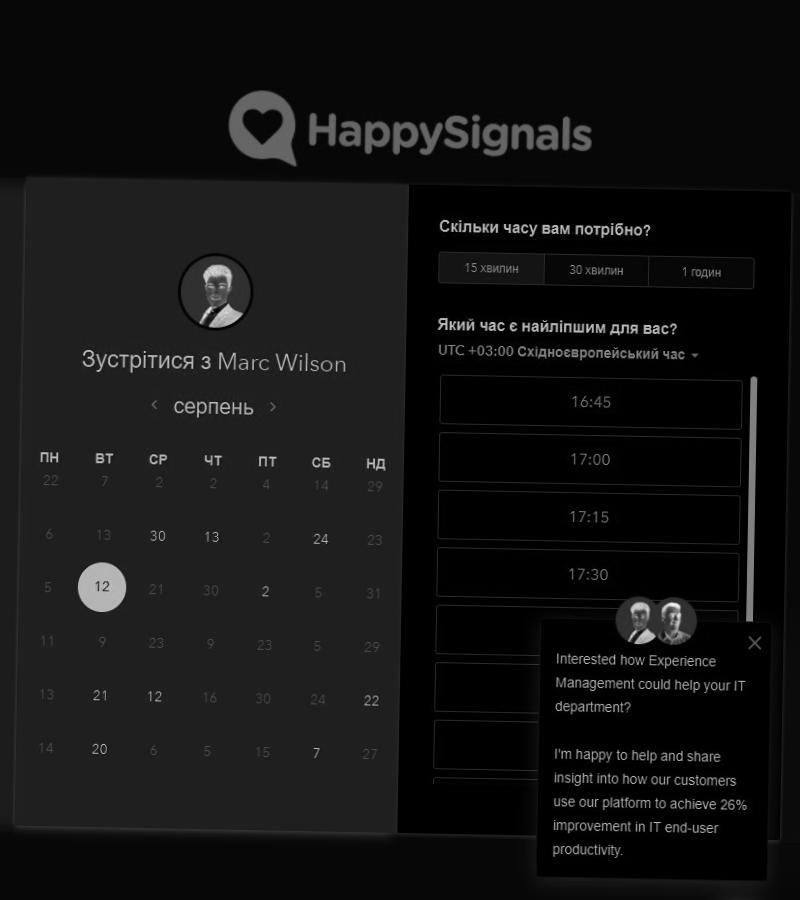 HappySignals
Зустрітися з Marc Wilson
серпень
ПН ВТ СР ЧТ ПТ СБ НД
22 7 2 2 4 14 29
6 13 30 13 2 24 23
5 12 21 30 2 5 31
11 9 23 9 23 5 29
13 21 12 16 30 24 22
14 20 6 5 15 7 27
Скільки часу вам потрібно?
15 хвилин 30 хвилин 1 годин
Який час є найліпшим для вас?
UTC +03:00 Східноєвропейський час
16:45
17:00
17:15
17:30
Interested how Experience
Management could help your IT
department?
I'm happy to help and share
insight into how our customers
use our platform to achieve 26%
improvement in IT end-user
productivity.